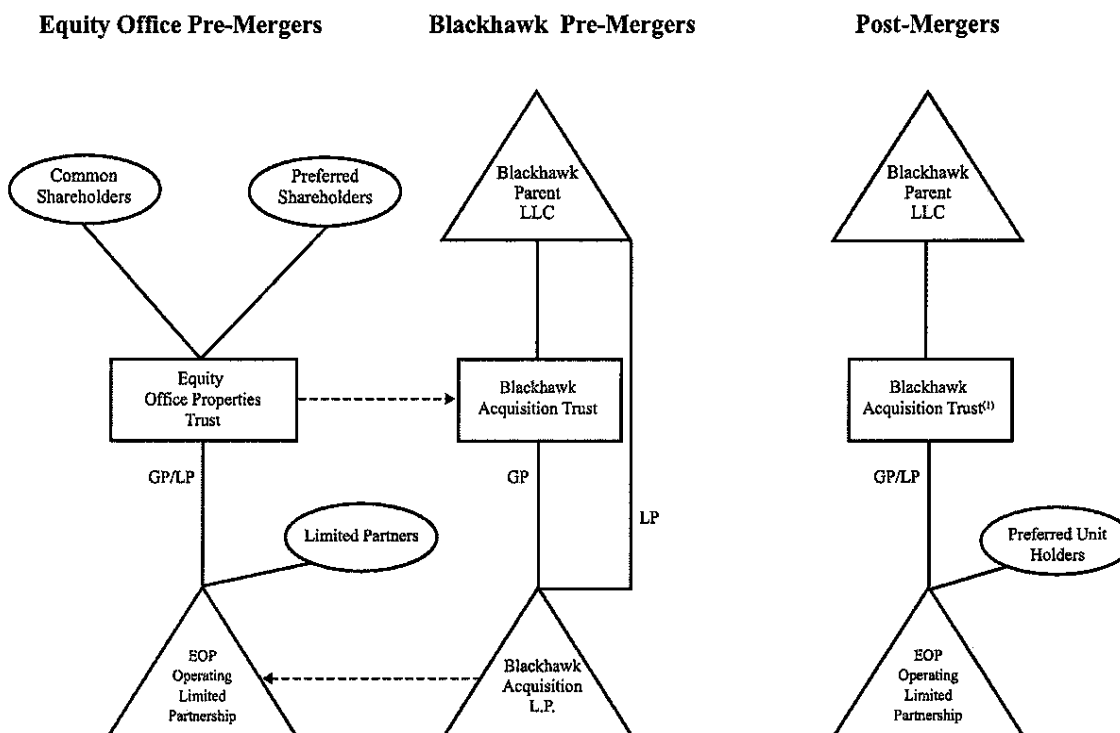 Equity Office Pre-Mergers
Blackhawk Pre-Mergers
Post-Mergers
Common
Shareholders
Preferred
Shareholders
Blackhawk
Parent
LLC
Blackhawk
Parent
LLC
Equity
Office Properties
Trust
Blackhawk
Acquisition Trust
Blackhawk
Acquisition Trust(1)
GP/LP
GP
LP
GP/LP
Limited Partners
Preferred Unit
Holders
EOP
Operating
Limited
Partnership
Blackhawk
Acquisition
L.P.
EOP
Operating
Limited
Partnership